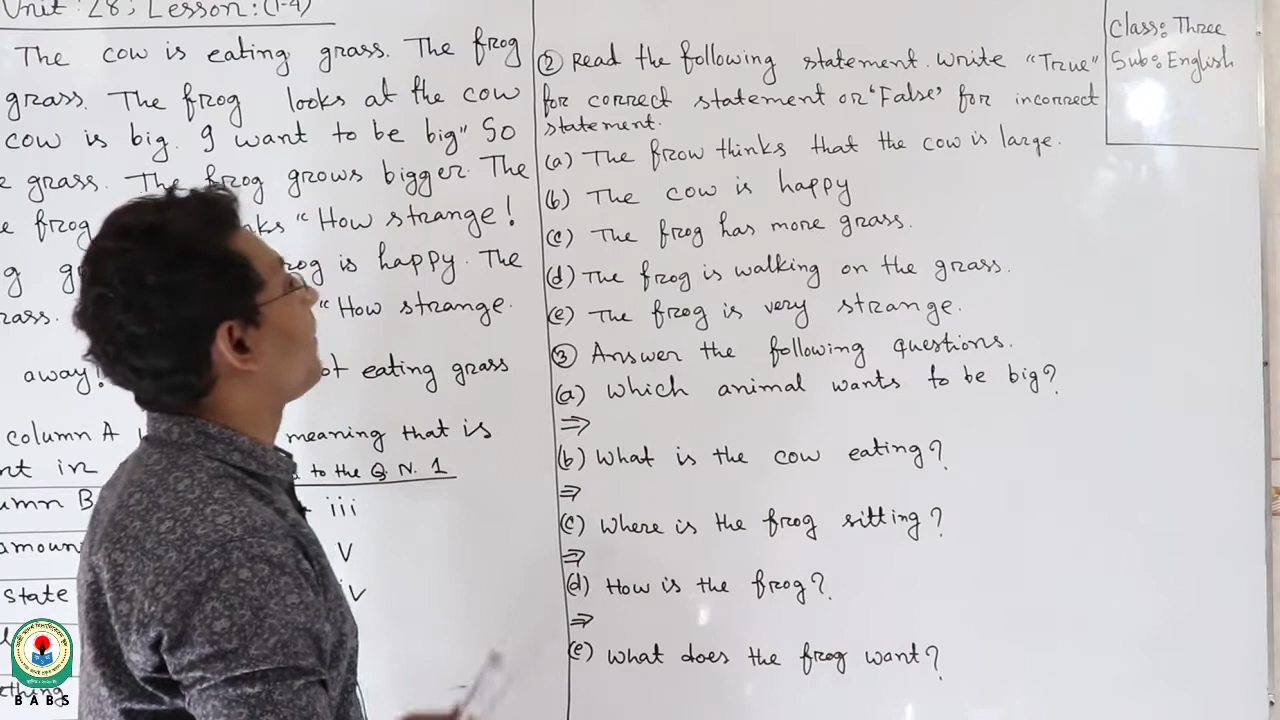 Unit : 28 ; Lesson : (1-4)
The cow is eating grass. The frog
grass. The frog looks at the cow
cow is big. I want to be big" So
grass. The frog grows bigger. The
frog "How strange!
is happy. The
"How strange.
away! eating grass
column A meaning that is
in to the Q. N. 1
B iii
V
state iv
Class: Three
Sub: English
② Read the following statement. Write "True"
for correct statement or 'False' for incorrect
statement.
(a) The frow thinks that the cow is large.
(b) The cow is happy
(c) The frog has more grass.
(d) The frog is walking on the grass.
(e) The frog is very strange.
③ Answer the following questions.
(a) Which animal wants to be big?
⇒
(b) What is the cow eating?
⇒
(c) Where is the frog sitting?
⇒
(d) How is the frog?
⇒
(e) What does the frog want?
BABS